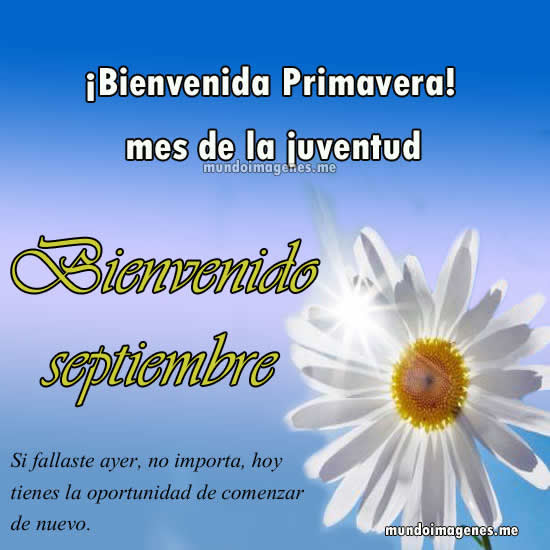 ¡Bienvenida Primavera!
mes de la juventud
mundoimagenes.me
Bienvenido
septiembre
Si fallaste ayer, no importa, hoy
tienes la oportunidad de comenzar
de nuevo.
mundoimagenes.me